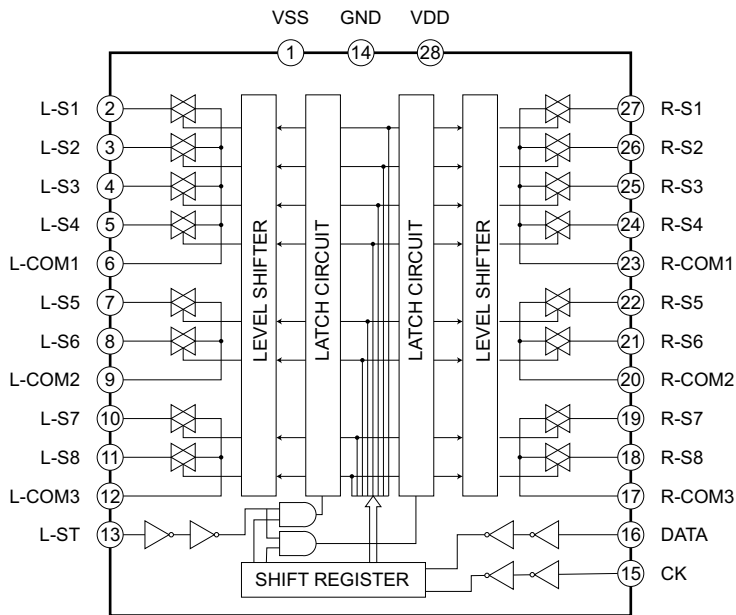 VSS GND VDD
1 14 28
L-S1 2 27 R-S1
L-S2 3 26 R-S2
L-S3 4 25 R-S3
L-S4 5 24 R-S4
L-COM1 6 23 R-COM1
L-S5 7 22 R-S5
L-S6 8 21 R-S6
L-COM2 9 20 R-COM2
L-S7 10 19 R-S7
L-S8 11 18 R-S8
L-COM3 12 17 R-COM3
L-ST 13 16 DATA
15 CK
LEVEL SHIFTER
LATCH CIRCUIT
LATCH CIRCUIT
LEVEL SHIFTER
SHIFT REGISTER